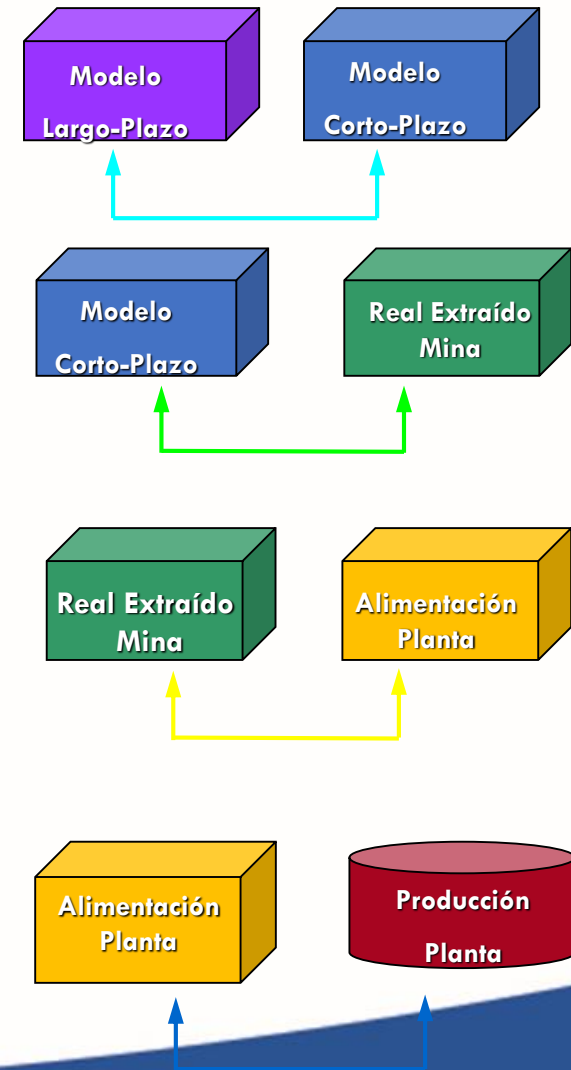 Modelo
Largo-Plazo
Modelo
Corto-Plazo
Modelo
Corto-Plazo
Real Extraído
Mina
Real Extraído
Mina
Alimentación
Planta
Alimentación
Planta
Producción
Planta